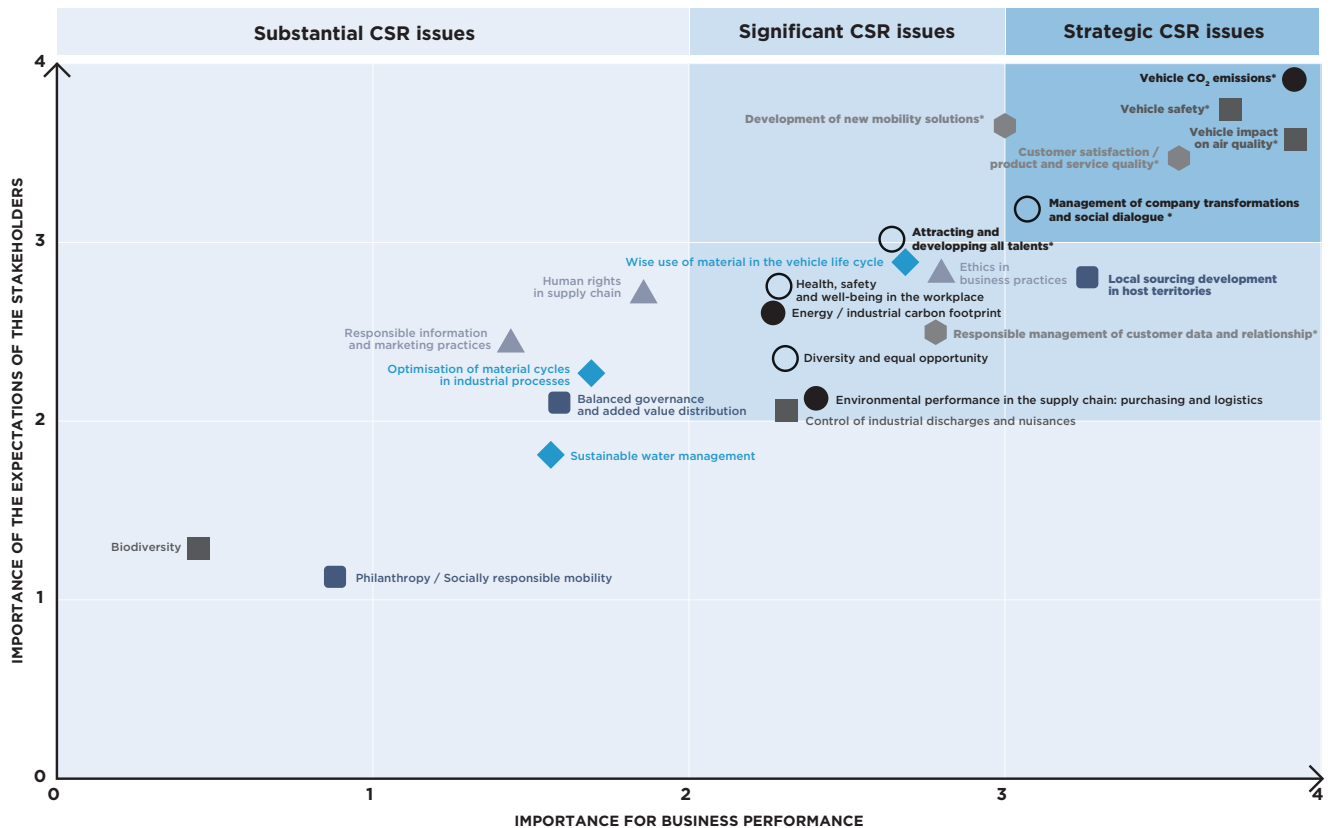 Substantial CSR issues
Significant CSR issues
Strategic CSR issues
IMPORTANCE OF THE EXPECTATIONS OF THE STAKEHOLDERS
4
3
2
1
0
Vehicle CO2 emissions*
Vehicle safety*
Development of new mobility solutions*
Vehicle impact
on air quality*
Customer satisfaction /
product and service quality*
Management of company transformations
and social dialogue *
Attracting and
developping all talents*
Wise use of material in the vehicle life cycle
Ethics in
business practices
Local sourcing development
in host territories
Human rights
in supply chain
Health, safety
and well-being in the workplace
Energy / industrial carbon footprint
Responsible information
and marketing practices
Responsible management of customer data and relationship*
Diversity and equal opportunity
Optimisation of material cycles
in industrial processes
Balanced governance
and added value distribution
Environmental performance in the supply chain: purchasing and logistics
Control of industrial discharges and nuisances
Sustainable water management
Biodiversity
Philanthropy / Socially responsible mobility
0
1
2
3
4
IMPORTANCE FOR BUSINESS PERFORMANCE